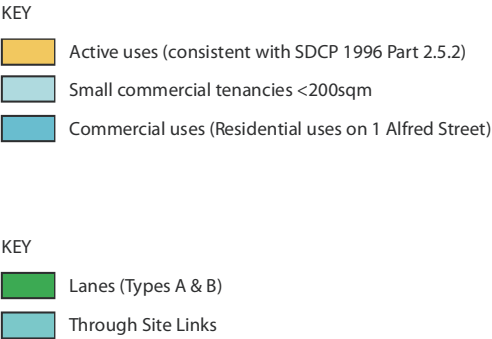 KEY
Active uses (consistent with SDCP 1996 Part 2.5.2)
Small commercial tenancies <200sqm
Commercial uses (Residential uses on 1 Alfred Street)
KEY
Lanes (Types A & B)
Through Site Links